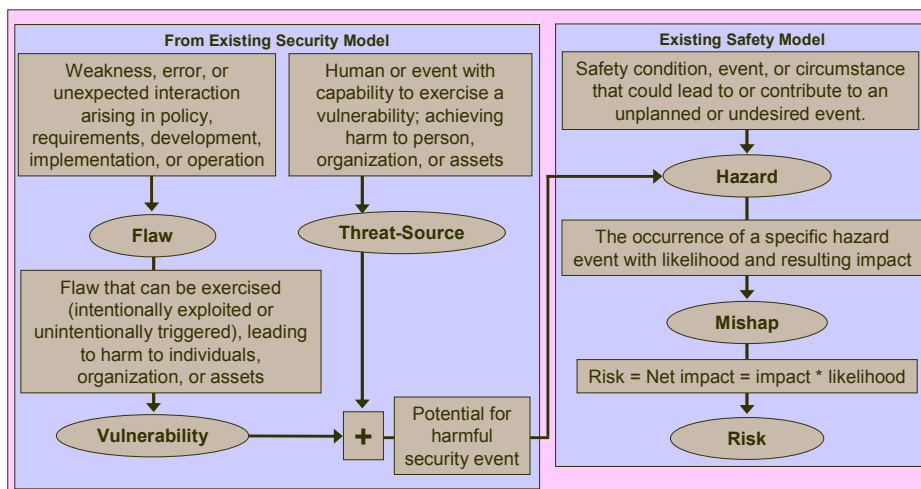 From Existing Security Model
Weakness, error, or
unexpected interaction
arising in policy,
requirements, development,
implementation, or operation
Flaw
Flaw that can be exercised
(intentionally exploited or
unintentionally triggered), leading
to harm to individuals,
organization, or assets
Vulnerability
Human or event with
capability to exercise a
vulnerability; achieving
harm to person,
organization, or assets
Threat-Source
+
Potential for
harmful
security event
Existing Safety Model
Safety condition, event, or circumstance
that could lead to or contribute to an
unplanned or undesired event.
Hazard
The occurrence of a specific hazard
event with likelihood and resulting impact
Mishap
Risk = Net impact = impact * likelihood
Risk